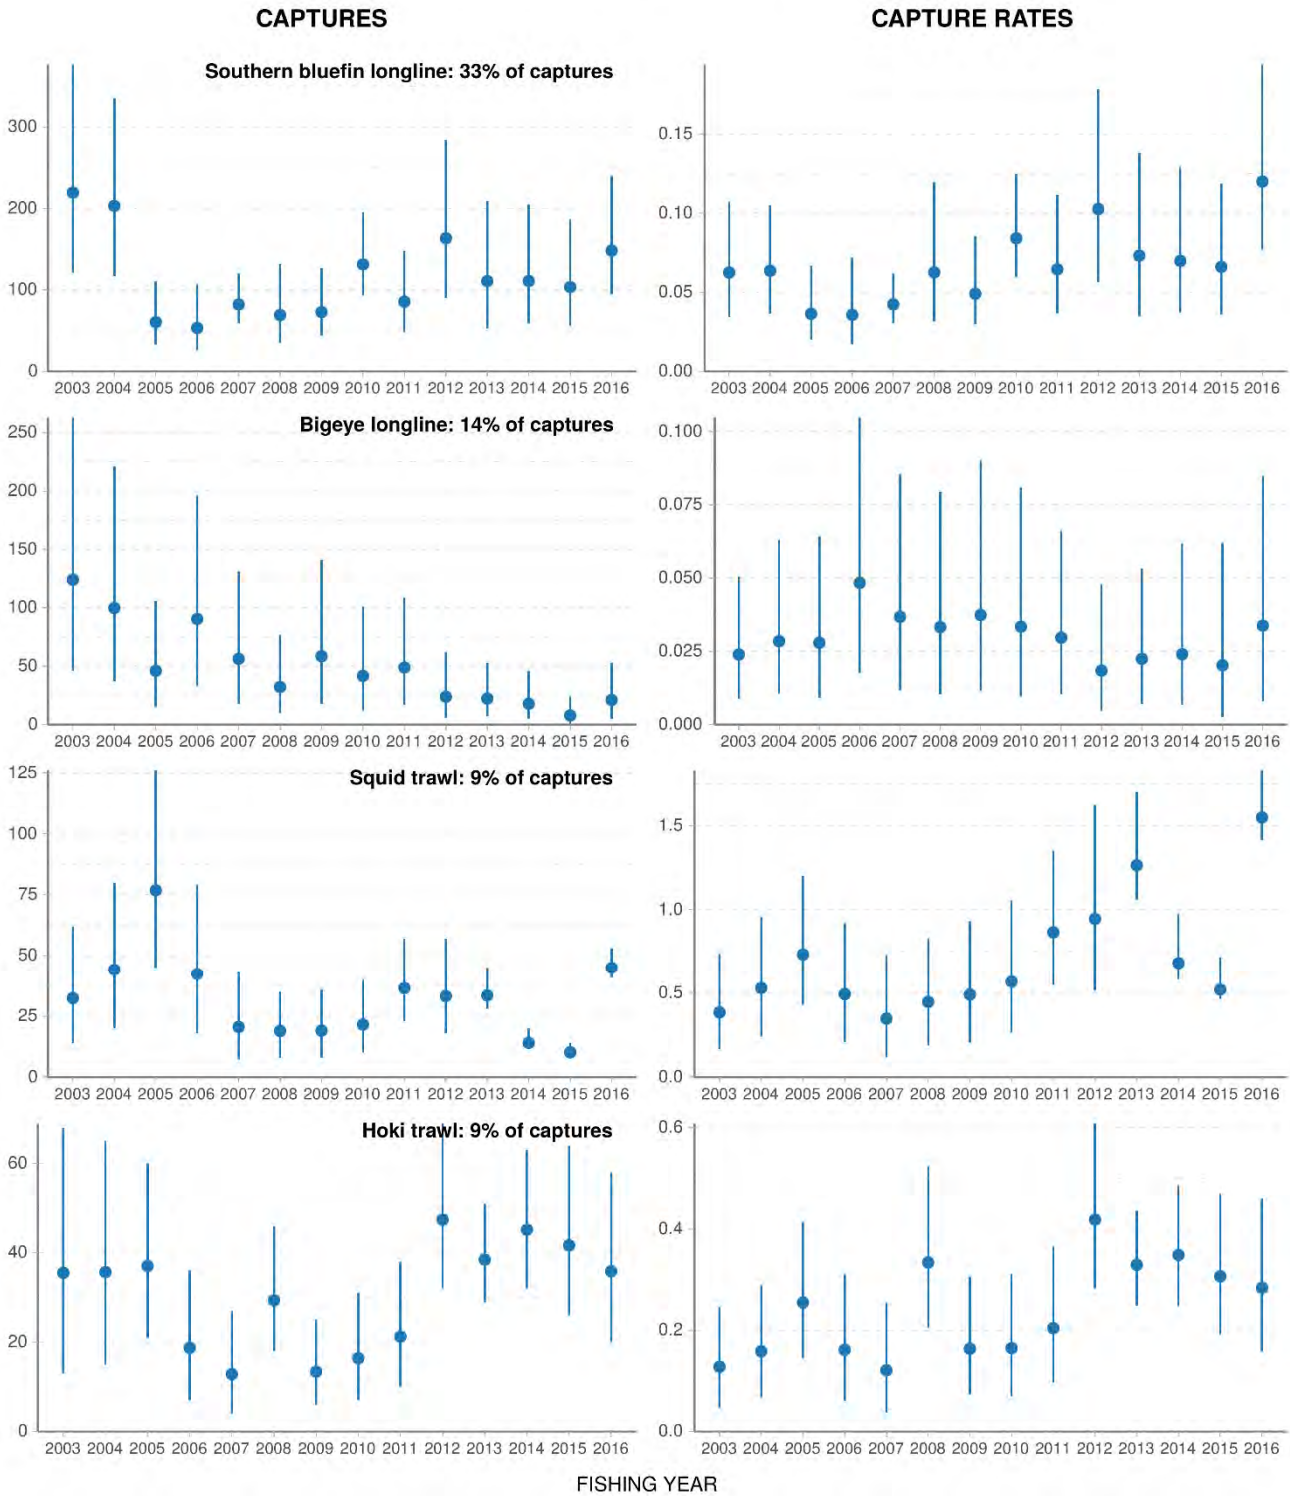 CAPTURES
CAPTURE RATES
Southern bluefin longline: 33% of captures
300
200
100
0
2003 2004 2005 2006 2007 2008 2009 2010 2011 2012 2013 2014 2015 2016
0.15
0.10
0.05
0.00
2003 2004 2005 2006 2007 2008 2009 2010 2011 2012 2013 2014 2015 2016
Bigeye longline: 14% of captures
250
200
150
100
50
0
2003 2004 2005 2006 2007 2008 2009 2010 2011 2012 2013 2014 2015 2016
0.100
0.075
0.050
0.025
0.000
2003 2004 2005 2006 2007 2008 2009 2010 2011 2012 2013 2014 2015 2016
Squid trawl: 9% of captures
125
100
75
50
25
0
2003 2004 2005 2006 2007 2008 2009 2010 2011 2012 2013 2014 2015 2016
1.5
1.0
0.5
0.0
2003 2004 2005 2006 2007 2008 2009 2010 2011 2012 2013 2014 2015 2016
Hoki trawl: 9% of captures
60
40
20
0
2003 2004 2005 2006 2007 2008 2009 2010 2011 2012 2013 2014 2015 2016
0.6
0.4
0.2
0.0
2003 2004 2005 2006 2007 2008 2009 2010 2011 2012 2013 2014 2015 2016
FISHING YEAR